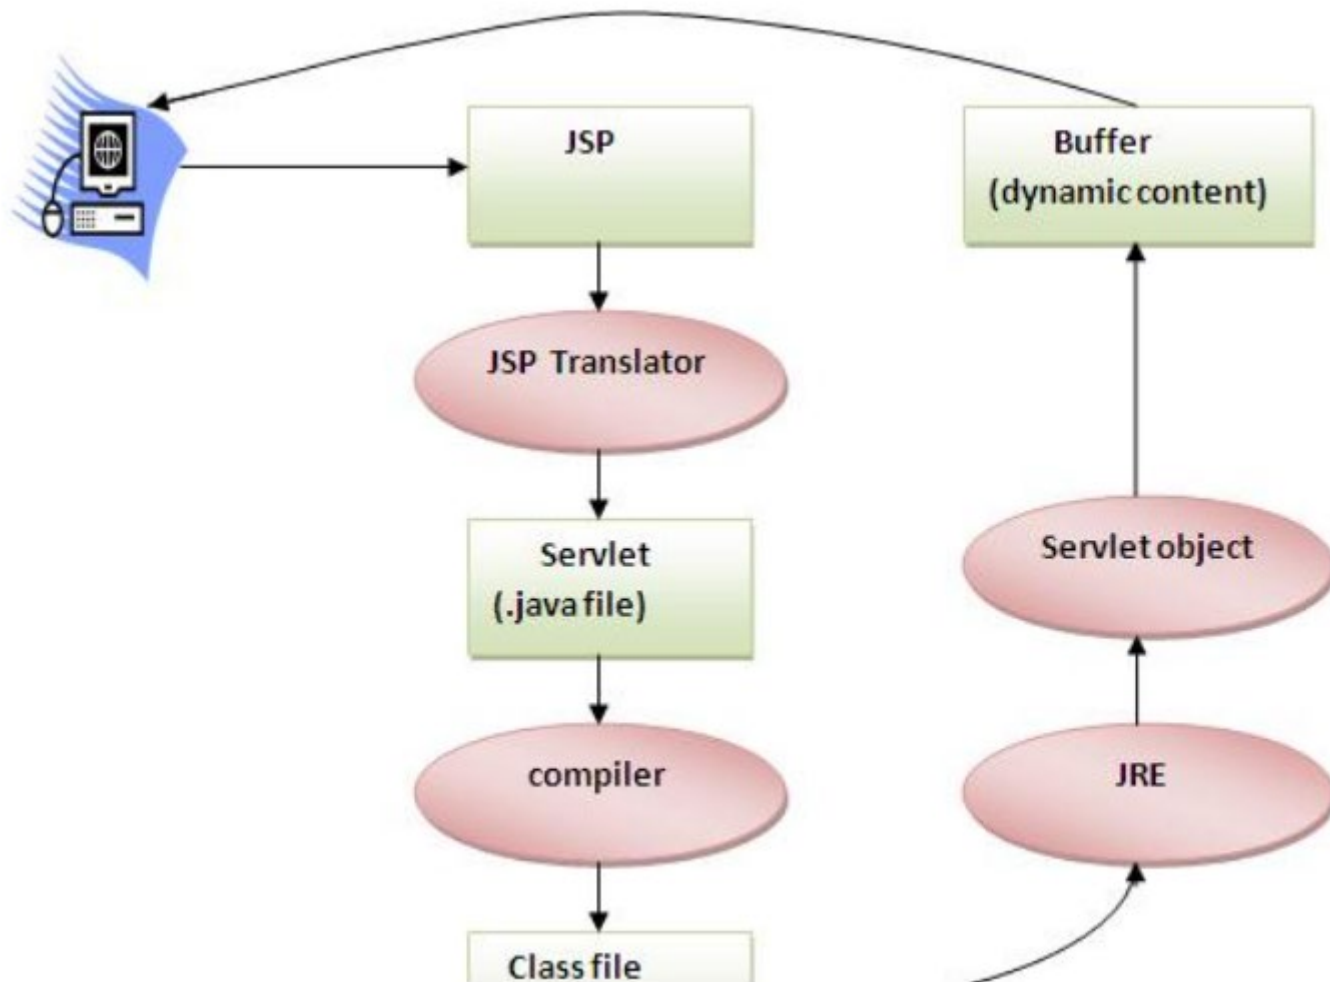 JSP
Buffer
(dynamic content)
JSP Translator
Servlet
(.java file)
Servlet object
compiler
JRE
Class file